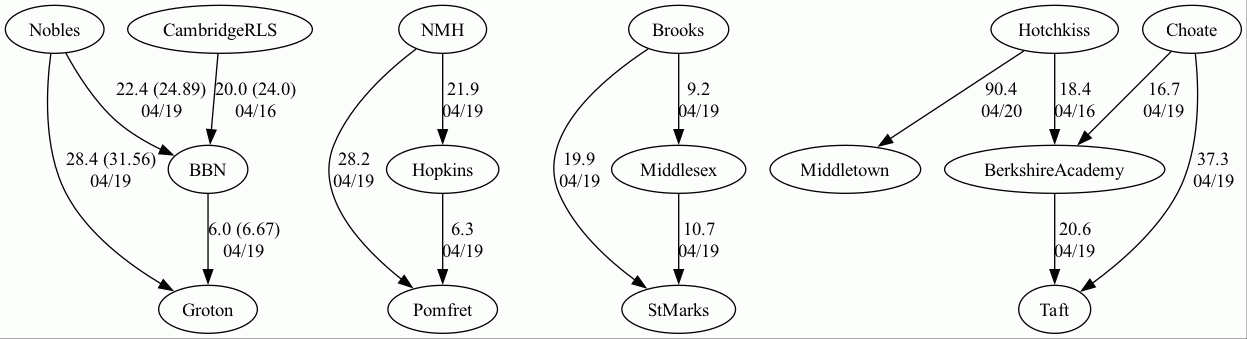 Nobles
CambridgeRLS
NMH
Brooks
Hotchkiss
Choate
22.4 (24.89)
04/19
20.0 (24.0)
04/16
21.9
04/19
9.2
04/19
90.4
04/20
18.4
04/16
16.7
04/19
28.4 (31.56)
04/19
BBN
28.2
04/19
Hopkins
19.9
04/19
Middlesex
Middletown
BerkshireAcademy
37.3
04/19
6.0 (6.67)
04/19
6.3
04/19
10.7
04/19
20.6
04/19
Groton
Pomfret
StMarks
Taft